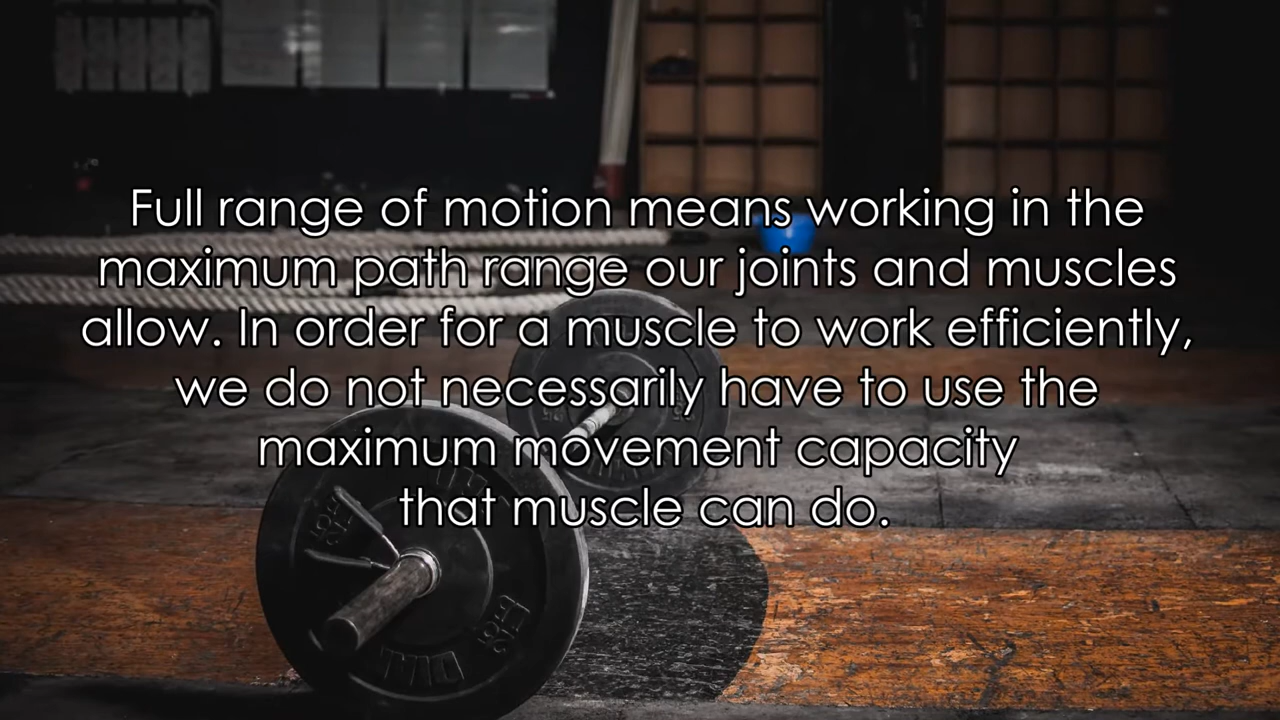 Full range of motion means working in the
maximum path range our joints and muscles
allow. In order for a muscle to work efficiently,
we do not necessarily have to use the
maximum movement capacity
that muscle can do.